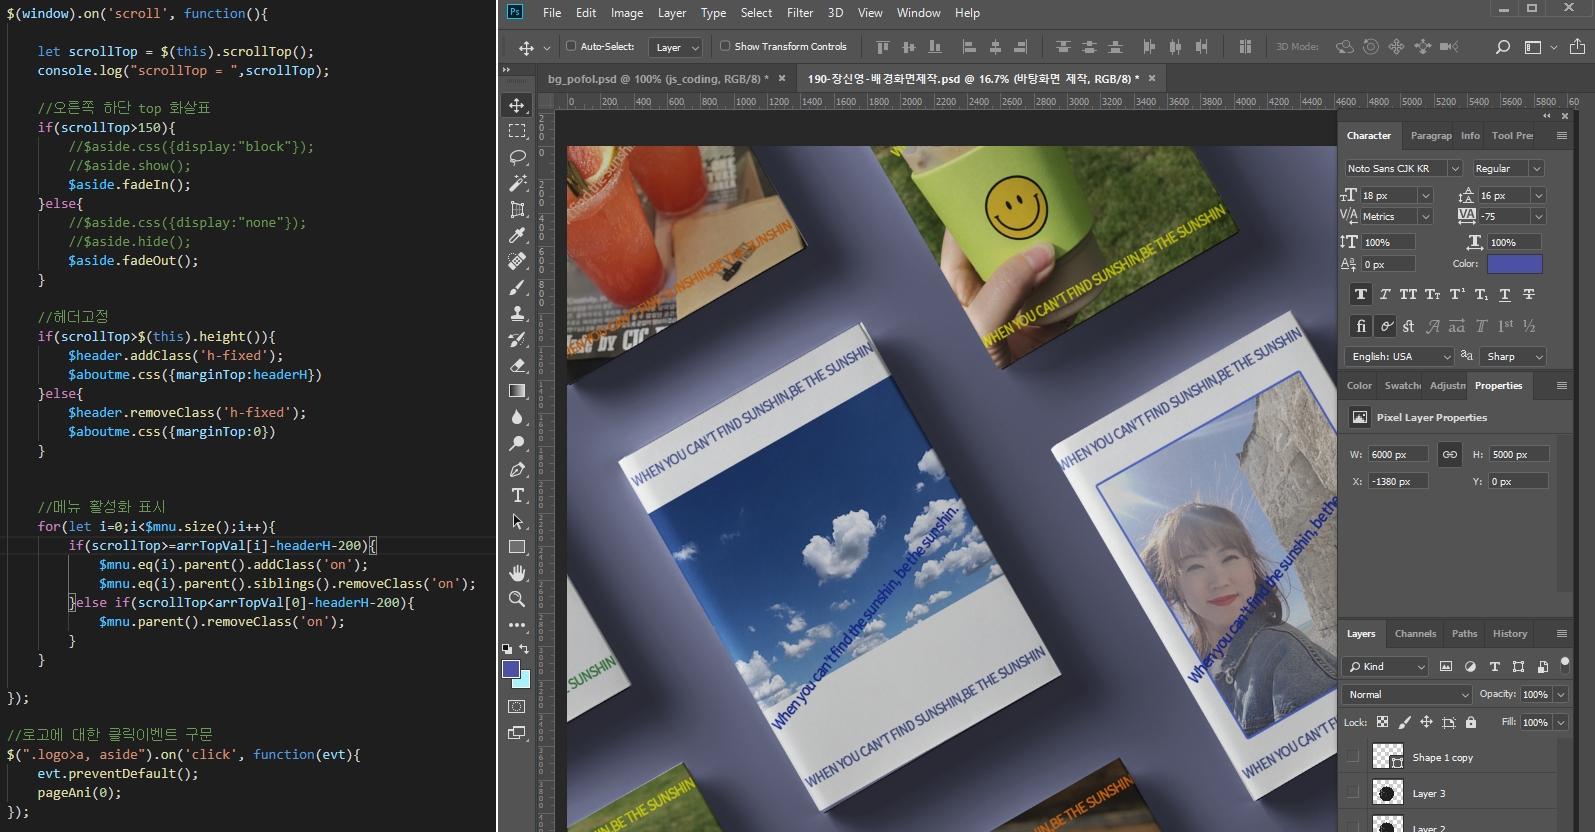 $(window).on('scroll', function(){
let scrollTop = $(this).scrollTop();
console.log("scrollTop = ",scrollTop);
//오른쪽 하단 top 화살표
if(scrollTop>150){
//$aside.css({display:"block"});
//$aside.show();
$aside.fadeIn();
}else{
//$aside.css({display:"none"});
//$aside.hide();
$aside.fadeOut();
}
//헤더고정
if(scrollTop>$(this).height()){
$header.addClass('h-fixed');
$aboutme.css({marginTop:headerH})
}else{
$header.removeClass('h-fixed');
$aboutme.css({marginTop:0})
}
//메뉴 활성화 표시
for(let i=0;i<$mnu.size();i++){
if(scrollTop>=arrTopVal[i]-headerH-200){
$mnu.eq(i).parent().addClass('on');
$mnu.eq(i).parent().siblings().removeClass('on');
}else if(scrollTop<arrTopVal[0]-headerH-200){
$mnu.parent().removeClass('on');
}
}
});
//로고에 대한 클릭이벤트 구문
$(".logo>a, aside").on('click', function(evt){
evt.preventDefault();
pageAni(0);
});
Ps File Edit Image Layer Type Select Filter 3D View Window Help
Auto-Select: Layer Show Transform Controls 3D Mode:
bg_pofol.psd @ 100% (js_coding, RGB/8) * × 190-장신영-배경화면제작.psd @ 16.7% (바탕화면 제작, RGB/8) * ×
0 200 400 600 800 1000 1200 1400 1600 1800 2000 2200 2400 2600 2800 3000 3200 3400 3600 3800 4000 4200 4400 4600 4800 5000 5200 5400 5600 5800 60
WHEN YOU CAN'T FIND SUNSHIN,BE THE SUNSHIN
WHEN YOU CAN'T FIND SUNSHIN,BE THE SUNSHIN
When you can't find the sunshin, be the sunshin.
WHEN YOU CAN'T FIND SUNSHIN,BE THE SUNSHIN
WHEN YOU CAN'T FIND SUNSHIN,BE THE SUNSHIN
When you can't find the sunshin, be the
WHEN YOU CAN'T FIND SUNSHIN,BE THE
E SUNSHIN
BE THE SUNSHIN
THE SUNSHIN
Character Paragrap Info Tool Pre
Noto Sans CJK KR Regular
18 px 16 px
Metrics -75
100% 100%
0 px Color:
English: USA aa Sharp
Color Swatche Adjustm Properties
Pixel Layer Properties
W: 6000 px H: 5000 px
X: -1380 px Y: 0 px
Layers Channels Paths History
Kind
Normal Opacity: 100%
Lock: Fill: 100%
Shape 1 copy
Layer 3
Layer 2